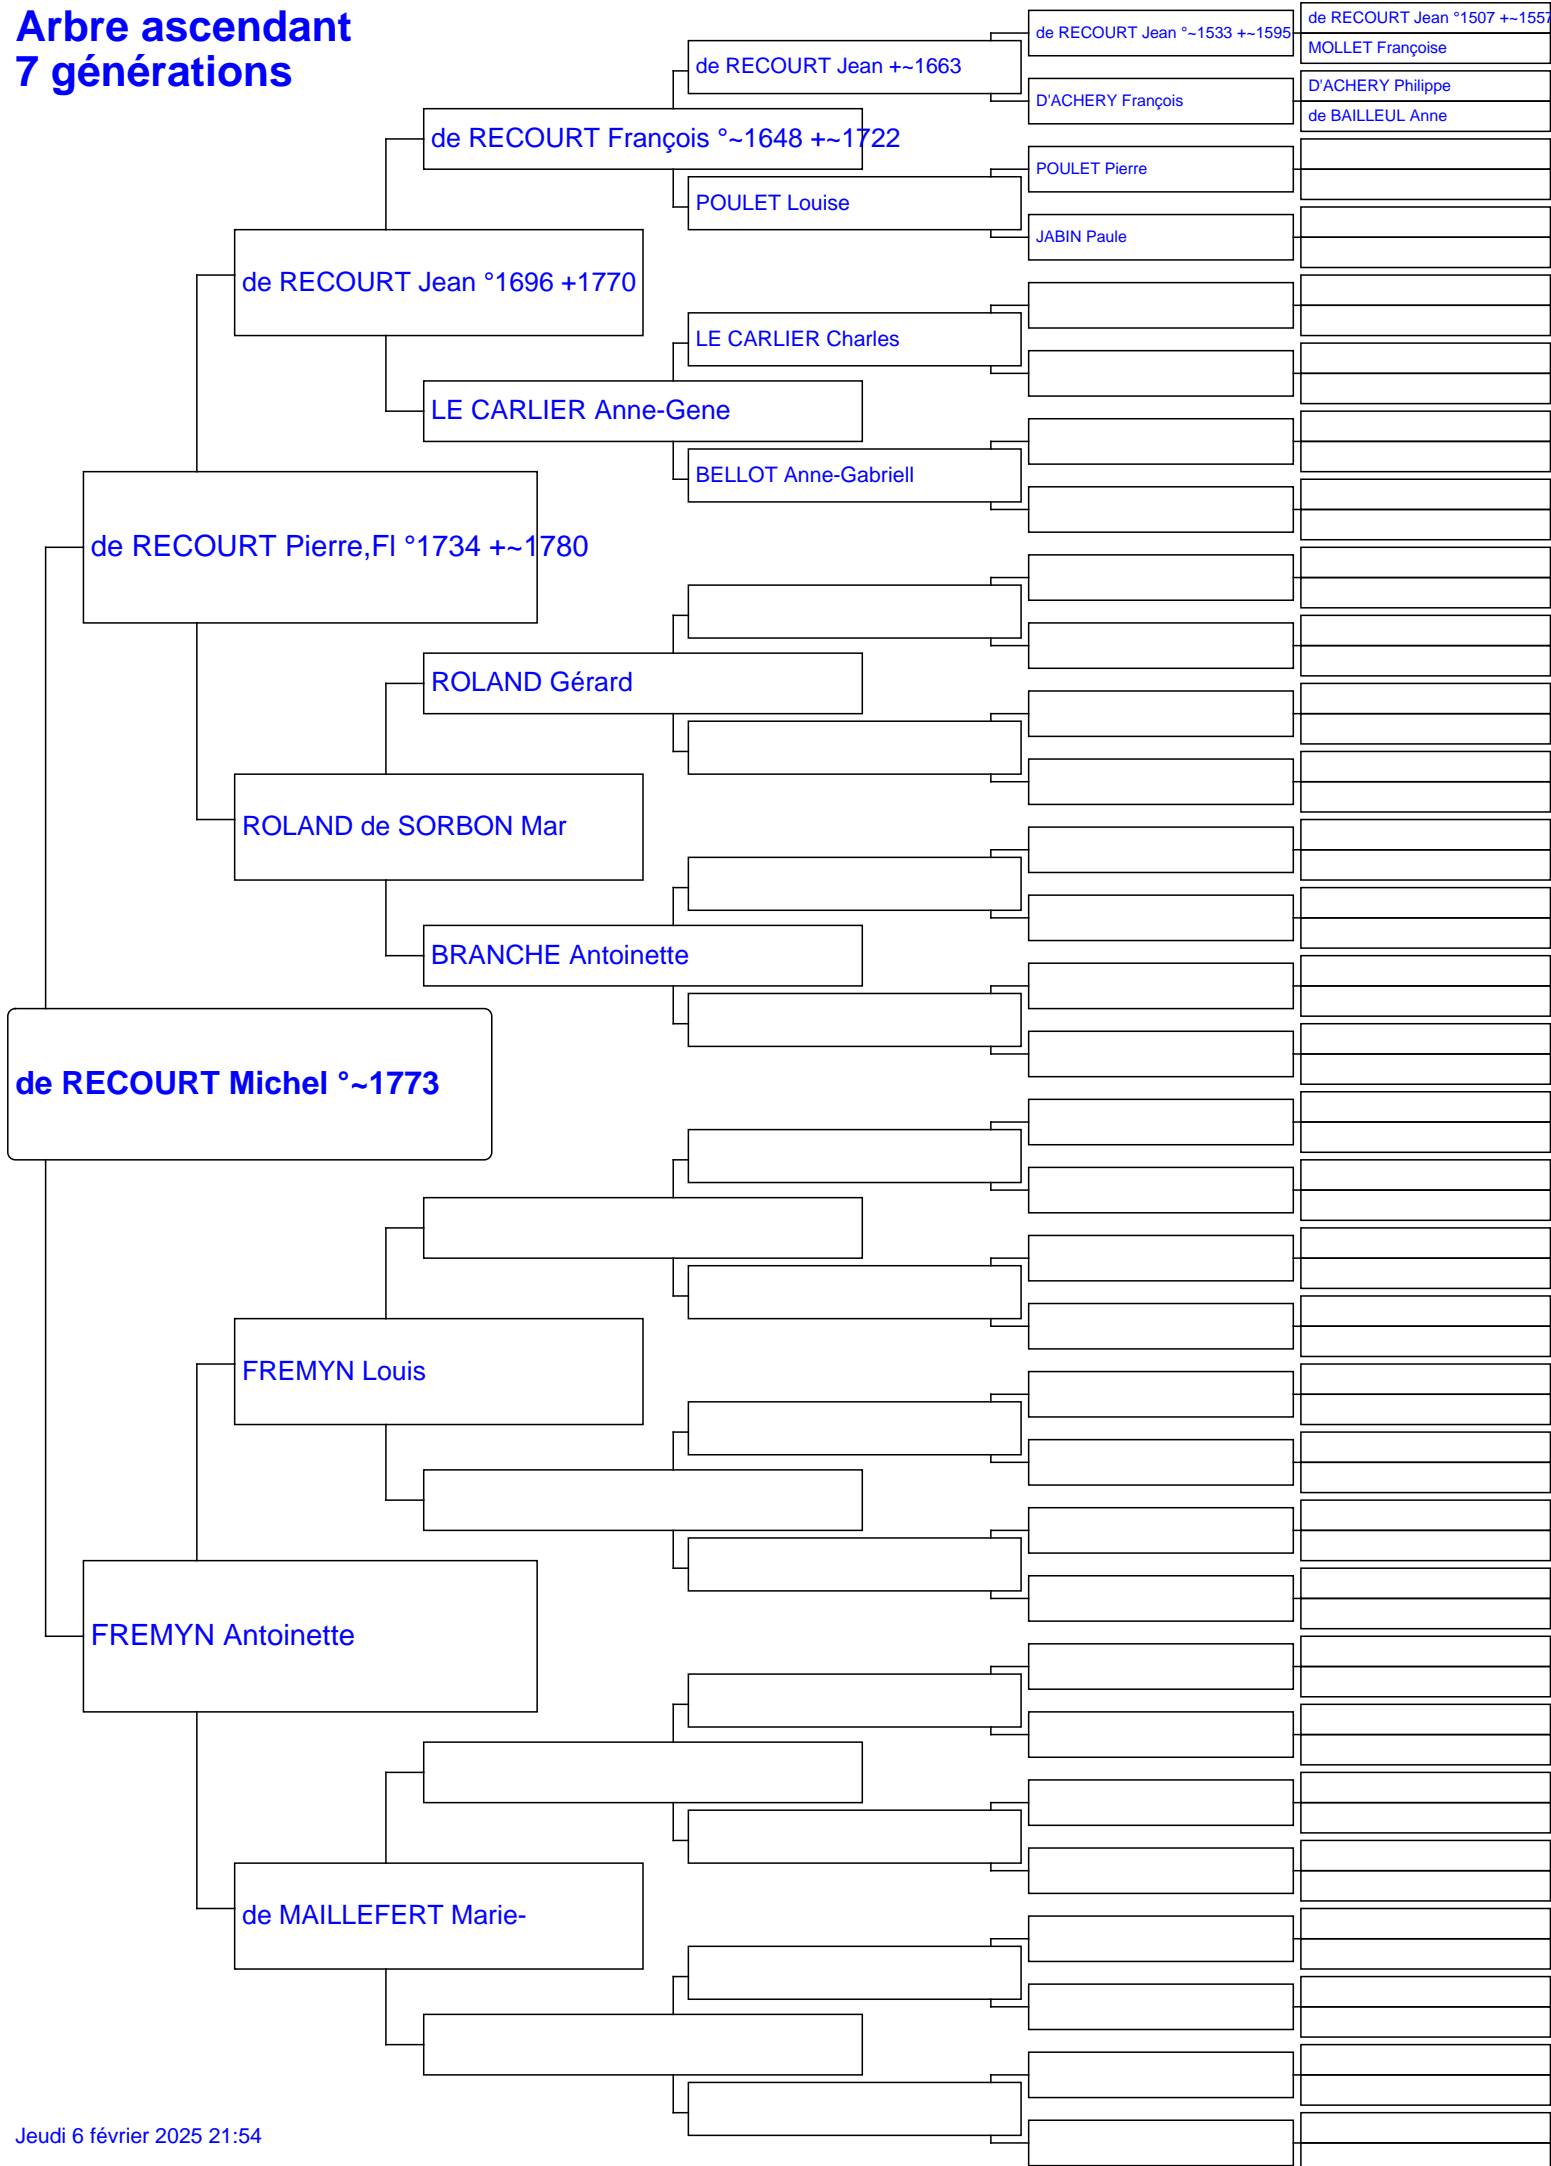 Arbre ascendant
7 générations
de RECOURT Jean °1507 +~1557
de RECOURT Jean °~1533 +~1595
MOLLET Françoise
de RECOURT Jean +~1663
D'ACHERY Philippe
D'ACHERY François
de BAILLEUL Anne
de RECOURT François °~1648 +~1722
POULET Pierre
POULET Louise
JABIN Paule
de RECOURT Jean °1696 +1770
LE CARLIER Charles
LE CARLIER Anne-Gene
BELLOT Anne-Gabriell
de RECOURT Pierre,Fl °1734 +~1780
ROLAND Gérard
ROLAND de SORBON Mar
BRANCHE Antoinette
de RECOURT Michel °~1773
FREMYN Louis
FREMYN Antoinette
de MAILLEFERT Marie-
Jeudi 6 février 2025 21:54